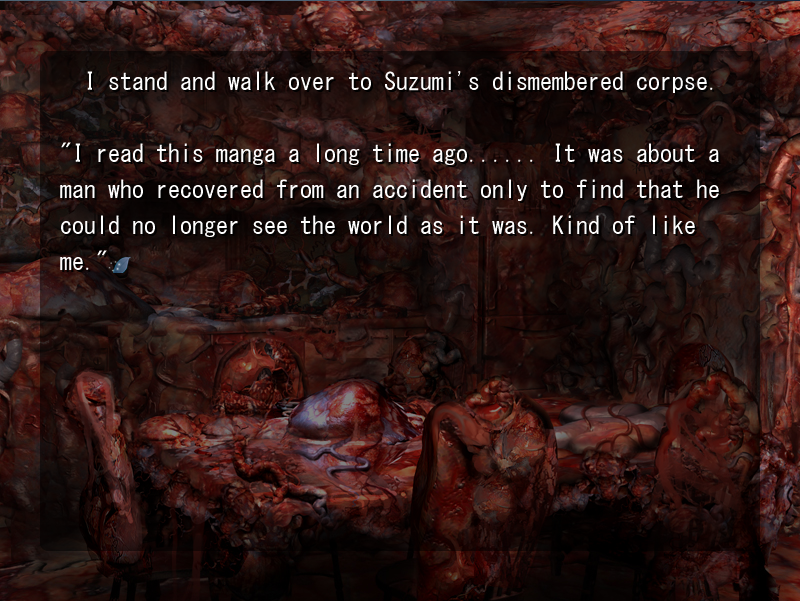 I stand and walk over to Suzumi's dismembered corpse.
"I read this manga a long time ago...... It was about a
man who recovered from an accident only to find that he
could no longer see the world as it was. Kind of like
me."